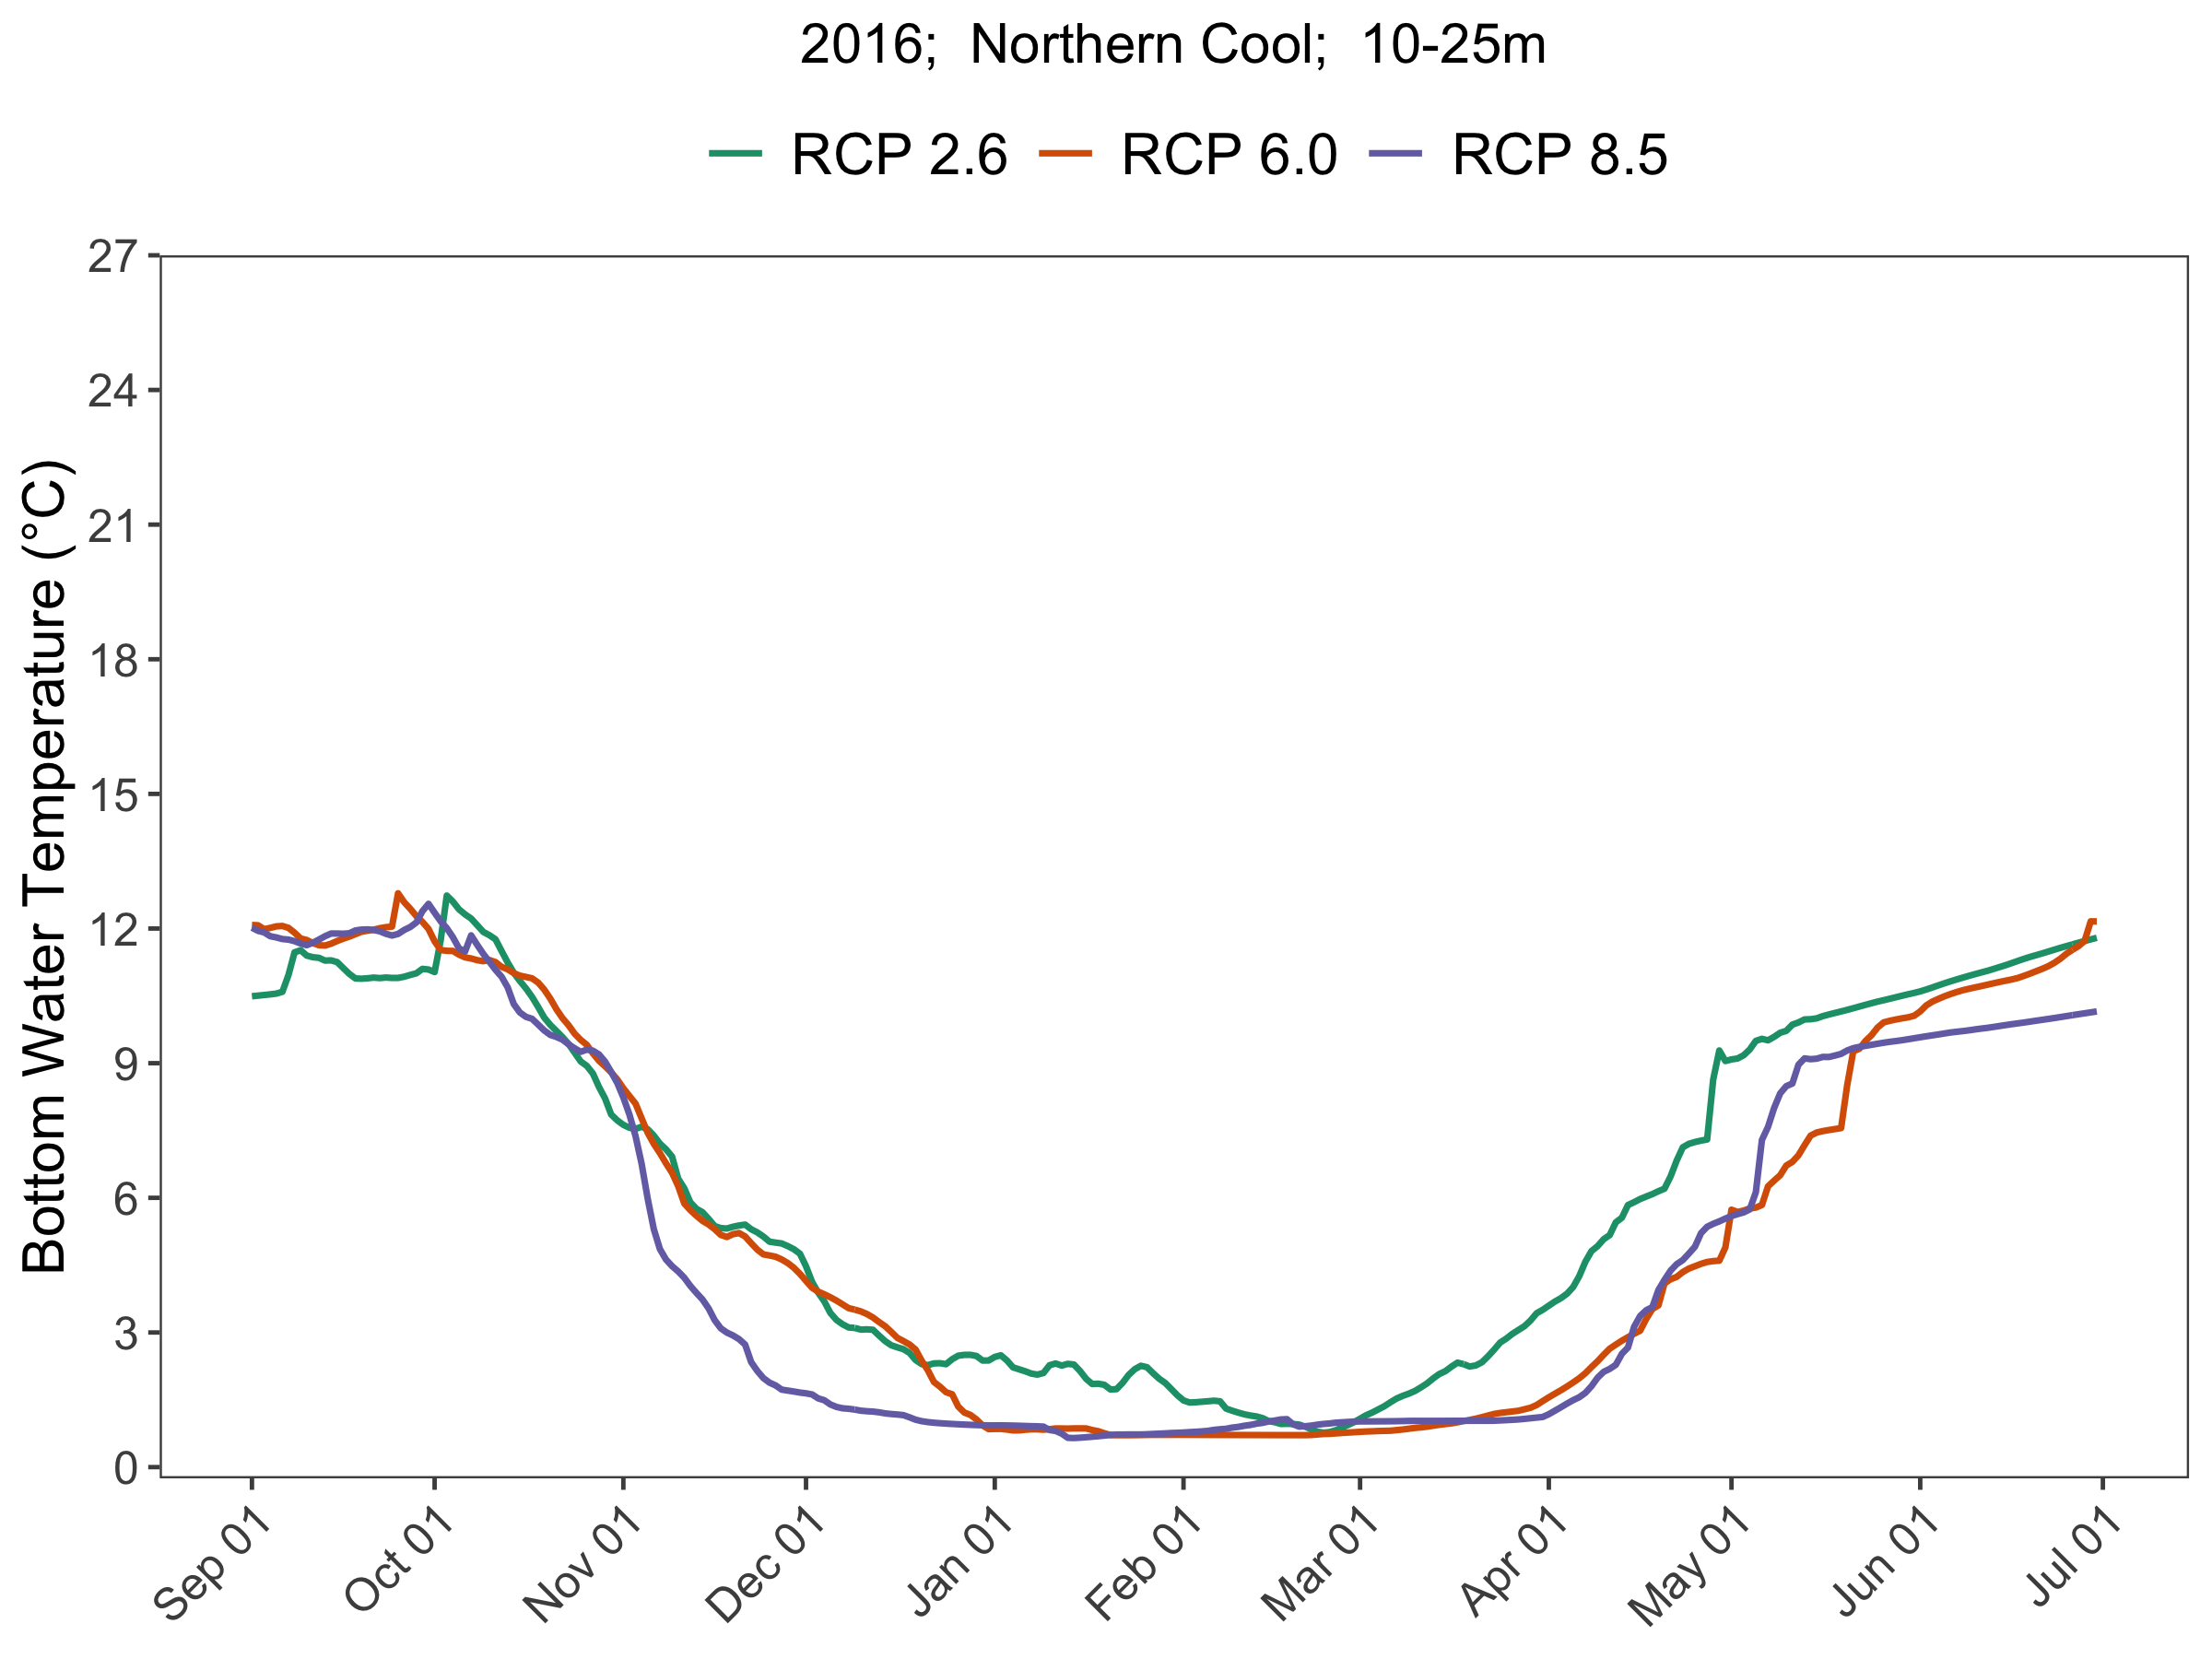 2016; Northern Cool; 10-25m
RCP 2.6 RCP 6.0 RCP 8.5
Bottom Water Temperature (°C)
27
24
21
18
15
12
9
6
3
0
Sep 01 Oct 01 Nov 01 Dec 01 Jan 01 Feb 01 Mar 01 Apr 01 May 01 Jun 01 Jul 01